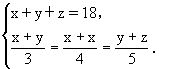 x+y+z=18,
(x+y)/3 = (x+x)/4 = (y+z)/5.